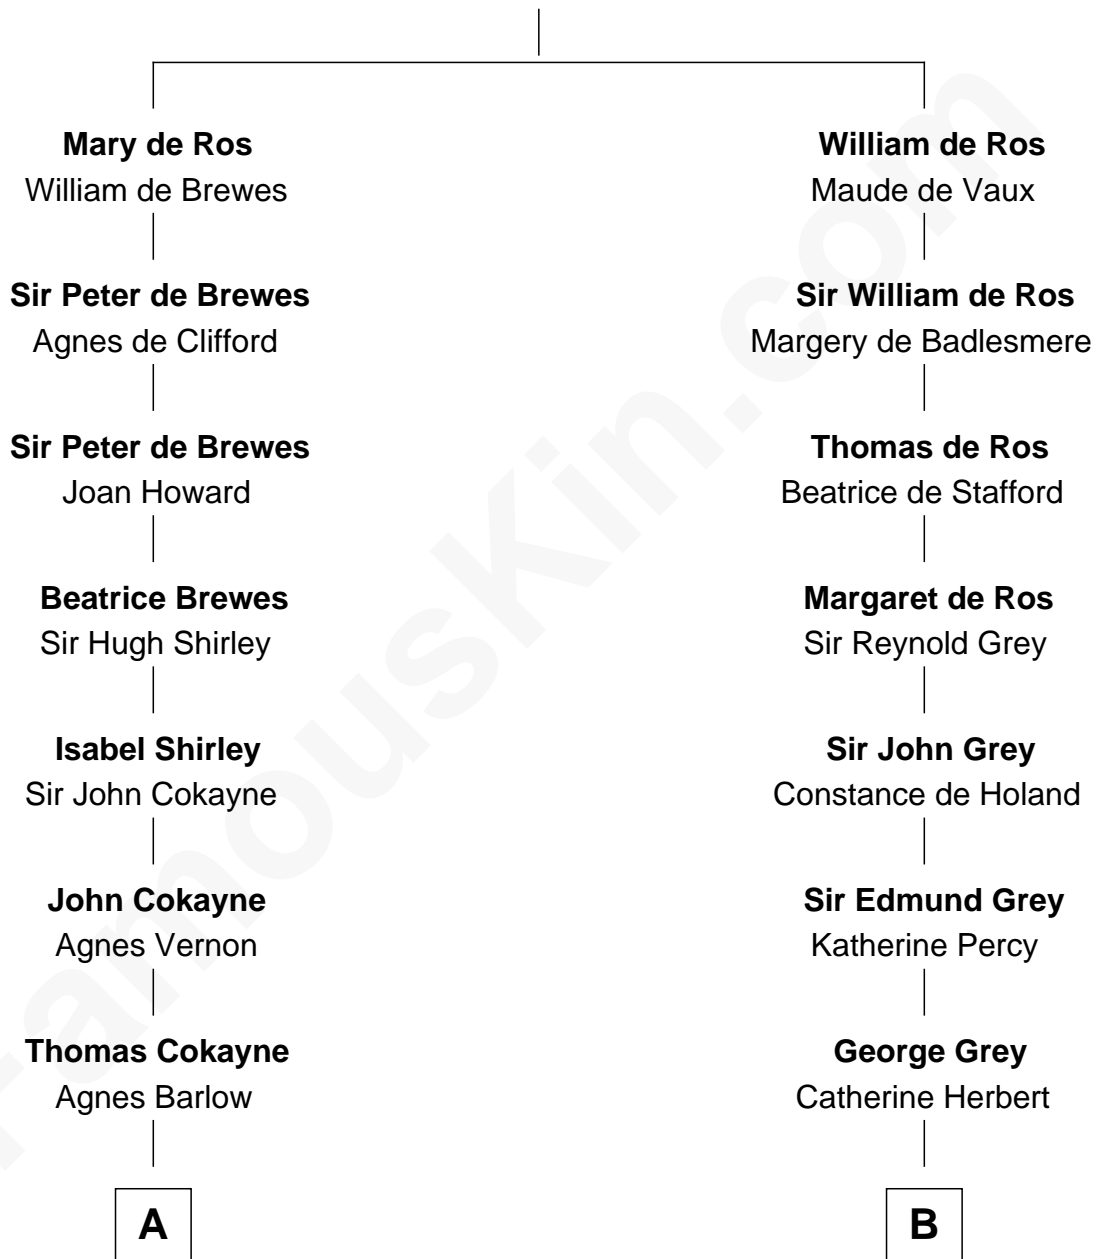 Mary de Ros
William de Brewes
Sir Peter de Brewes
Agnes de Clifford
Sir Peter de Brewes
Joan Howard
Beatrice Brewes
Sir Hugh Shirley
Isabel Shirley
Sir John Cokayne
John Cokayne
Agnes Vernon
Thomas Cokayne
Agnes Barlow
A
William de Ros
Maude de Vaux
Sir William de Ros
Margery de Badlesmere
Thomas de Ros
Beatrice de Stafford
Margaret de Ros
Sir Reynold Grey
Sir John Grey
Constance de Holand
Sir Edmund Grey
Katherine Percy
George Grey
Catherine Herbert
B
FamousKin.com